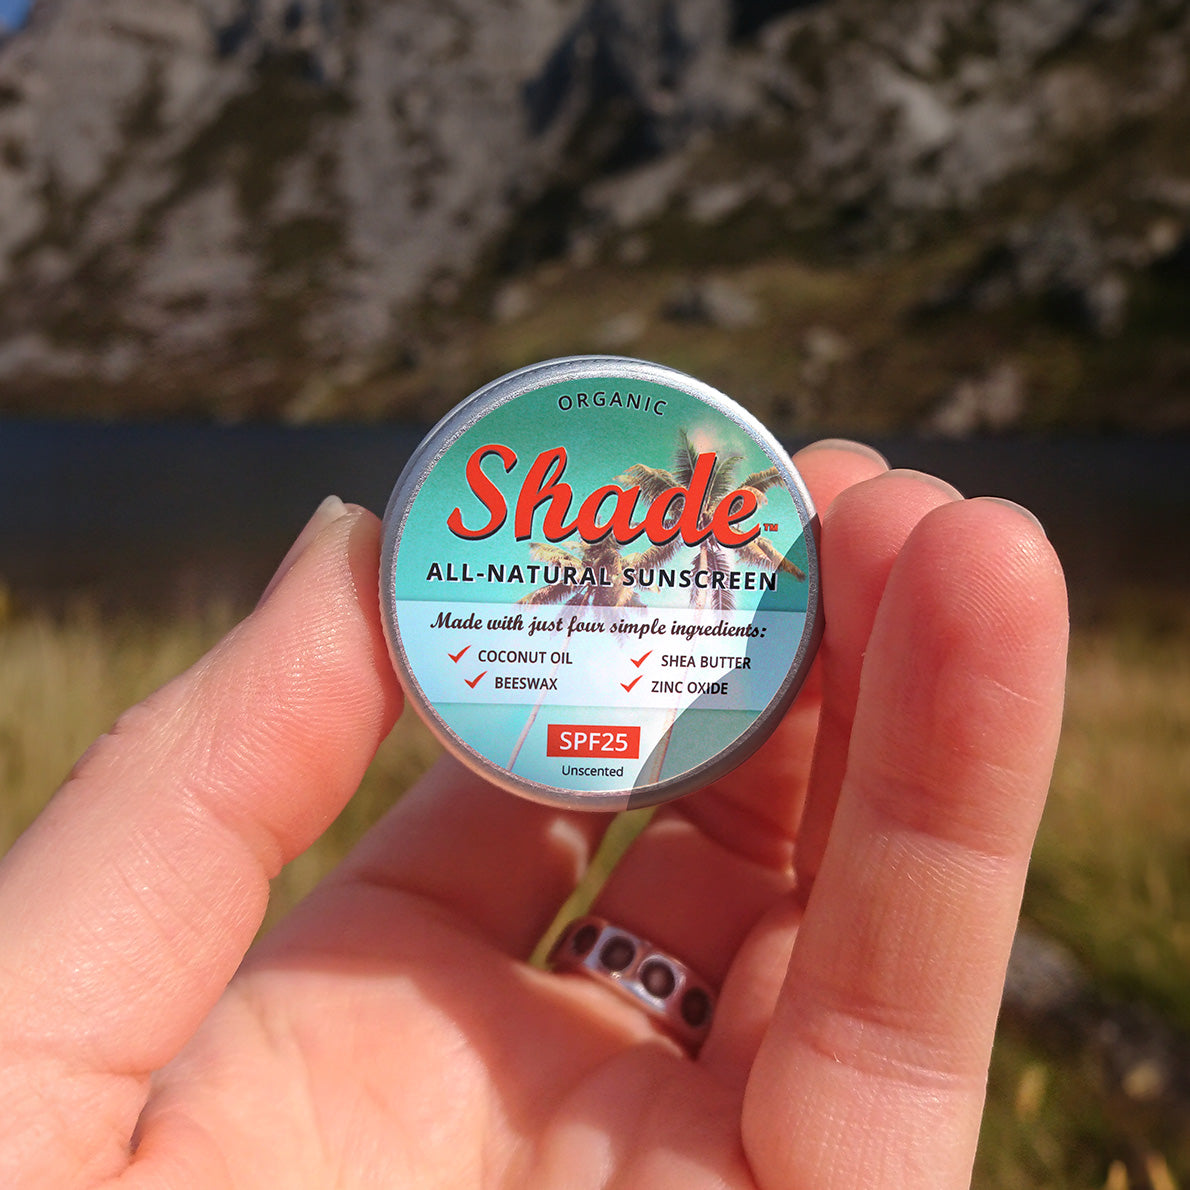 ORGANIC
Shade™
ALL-NATURAL SUNSCREEN
Made with just four simple ingredients:
✓ COCONUT OIL ✓ SHEA BUTTER
✓ BEESWAX ✓ ZINC OXIDE
SPF25
Unscented